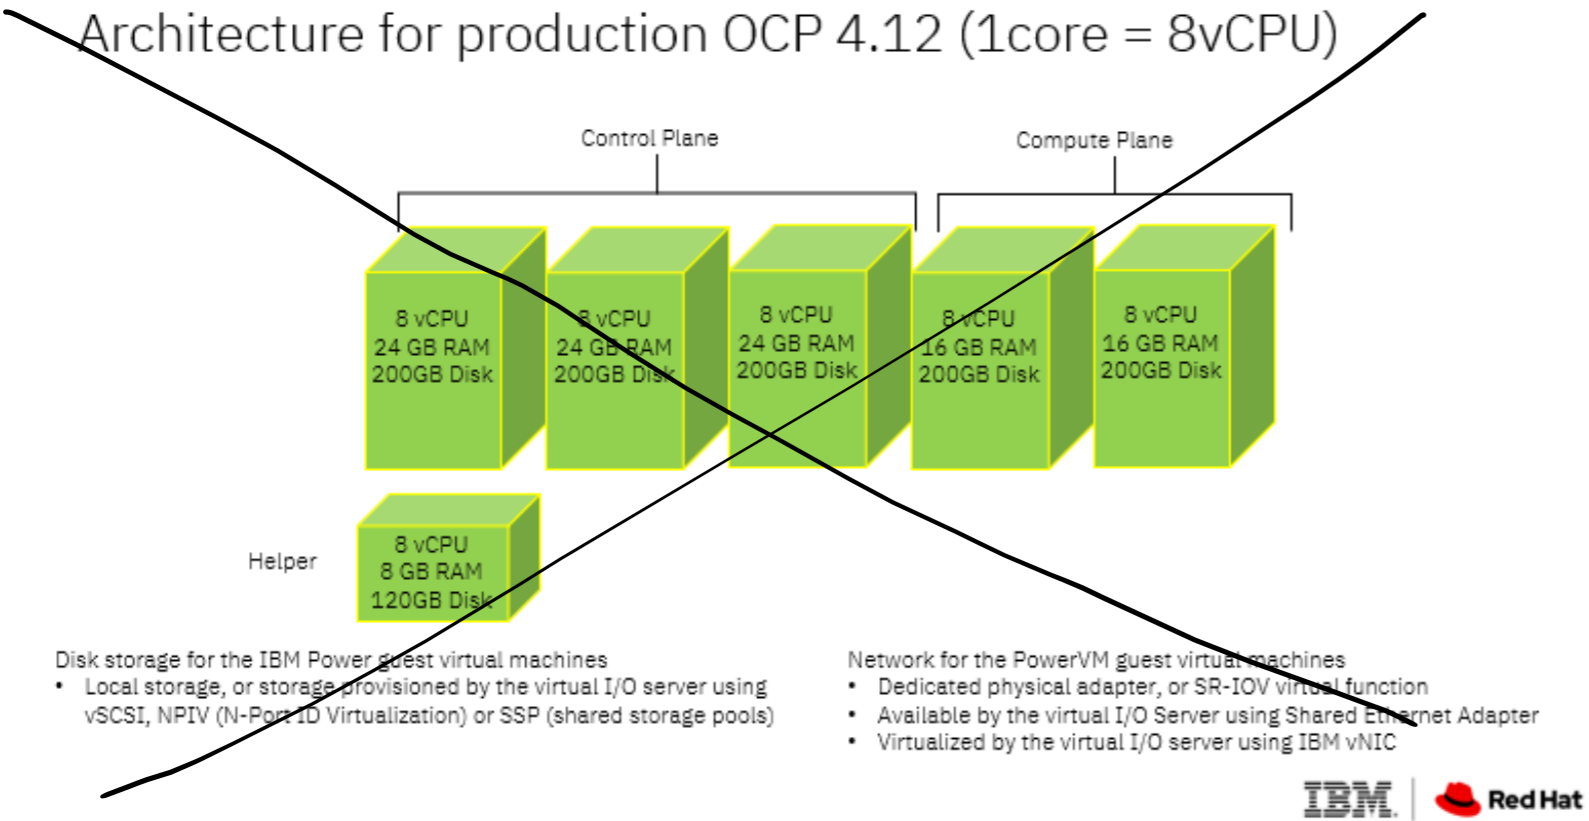 Architecture for production OCP 4.12 (1core = 8vCPU)
Control Plane
Compute Plane
8 vCPU
24 GB RAM
200GB Disk
8 vCPU
24 GB RAM
200GB Disk
8 vCPU
24 GB RAM
200GB Disk
8 vCPU
16 GB RAM
200GB Disk
8 vCPU
16 GB RAM
200GB Disk
Helper
8 vCPU
8 GB RAM
120GB Disk
Disk storage for the IBM Power guest virtual machines
• Local storage, or storage provisioned by the virtual I/O server using
vSCSI, NPIV (N-Port ID Virtualization) or SSP (shared storage pools)
Network for the PowerVM guest virtual machines
• Dedicated physical adapter, or SR-IOV virtual function
• Available by the virtual I/O Server using Shared Ethernet Adapter
• Virtualized by the virtual I/O server using IBM vNIC
IBM
Red Hat